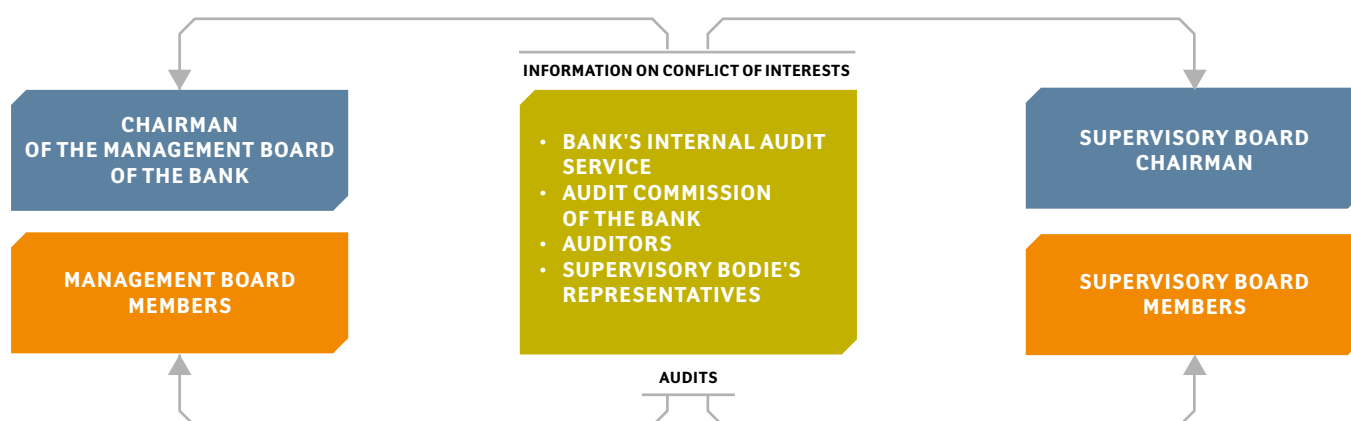 INFORMATION ON CONFLICT OF INTERESTS
CHAIRMAN
OF THE MANAGEMENT BOARD
OF THE BANK
MANAGEMENT BOARD
MEMBERS
• BANK'S INTERNAL AUDIT
SERVICE
• AUDIT COMMISSION
OF THE BANK
• AUDITORS
• SUPERVISORY BODIE'S
REPRESENTATIVES
SUPERVISORY BOARD
CHAIRMAN
SUPERVISORY BOARD
MEMBERS
AUDITS